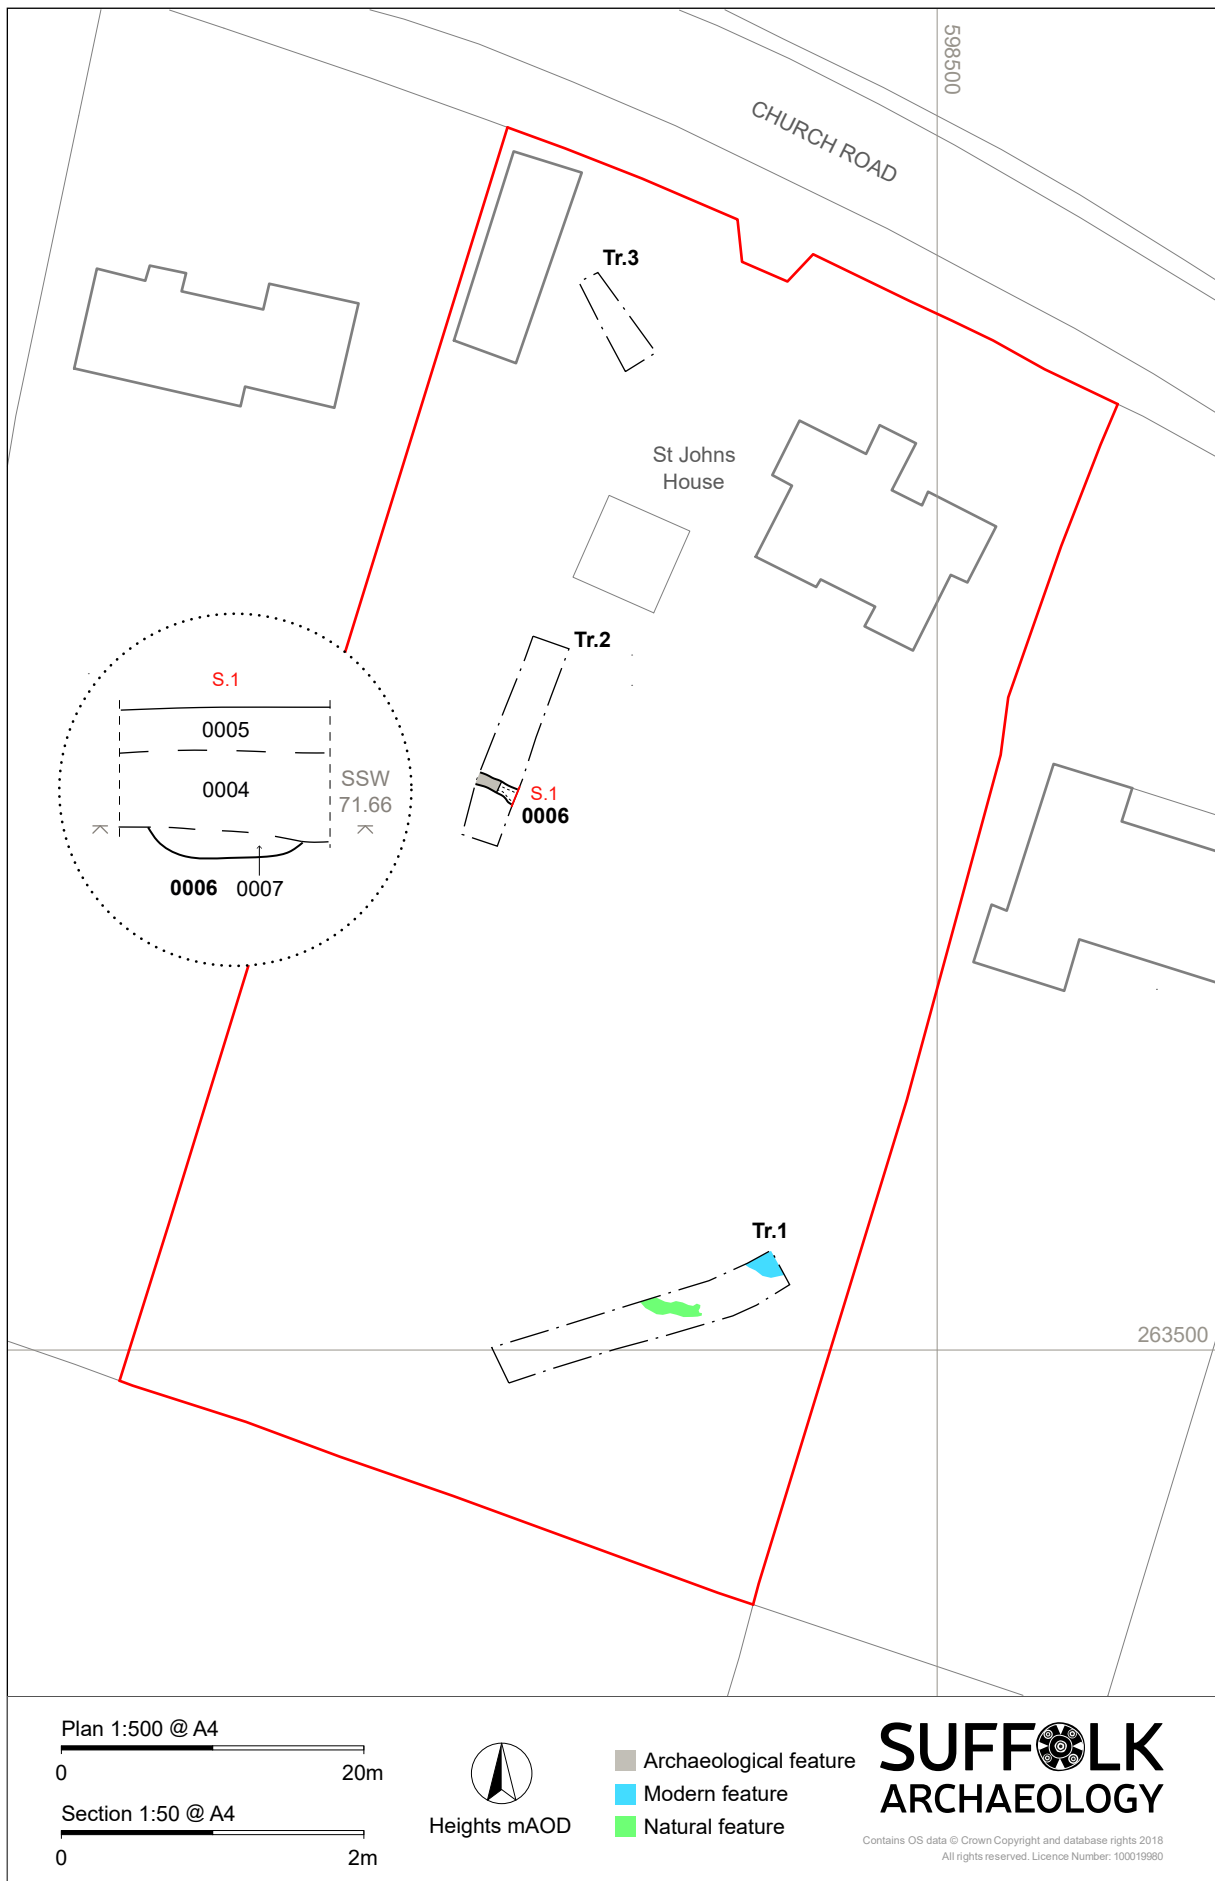 598500
CHURCH ROAD
Tr.3
St Johns
House
Tr.2
S.1
0005
0004
SSW
71.66
0006 0007
S.1
0006
Tr.1
263500
Plan 1:500 @ A4
0 20m
Section 1:50 @ A4
0 2m
Heights mAOD
Archaeological feature
Modern feature
Natural feature
SUFFOLK
ARCHAEOLOGY
Contains OS data © Crown Copyright and database rights 2018
All rights reserved. Licence Number: 100019980